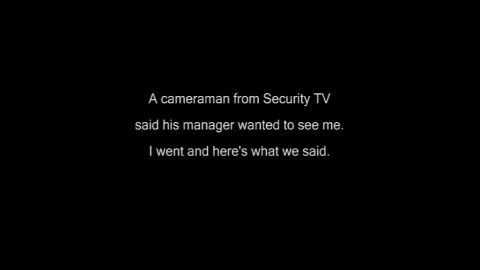 A cameraman from Security TV
said his manager wanted to see me.
I went and here's what we said.